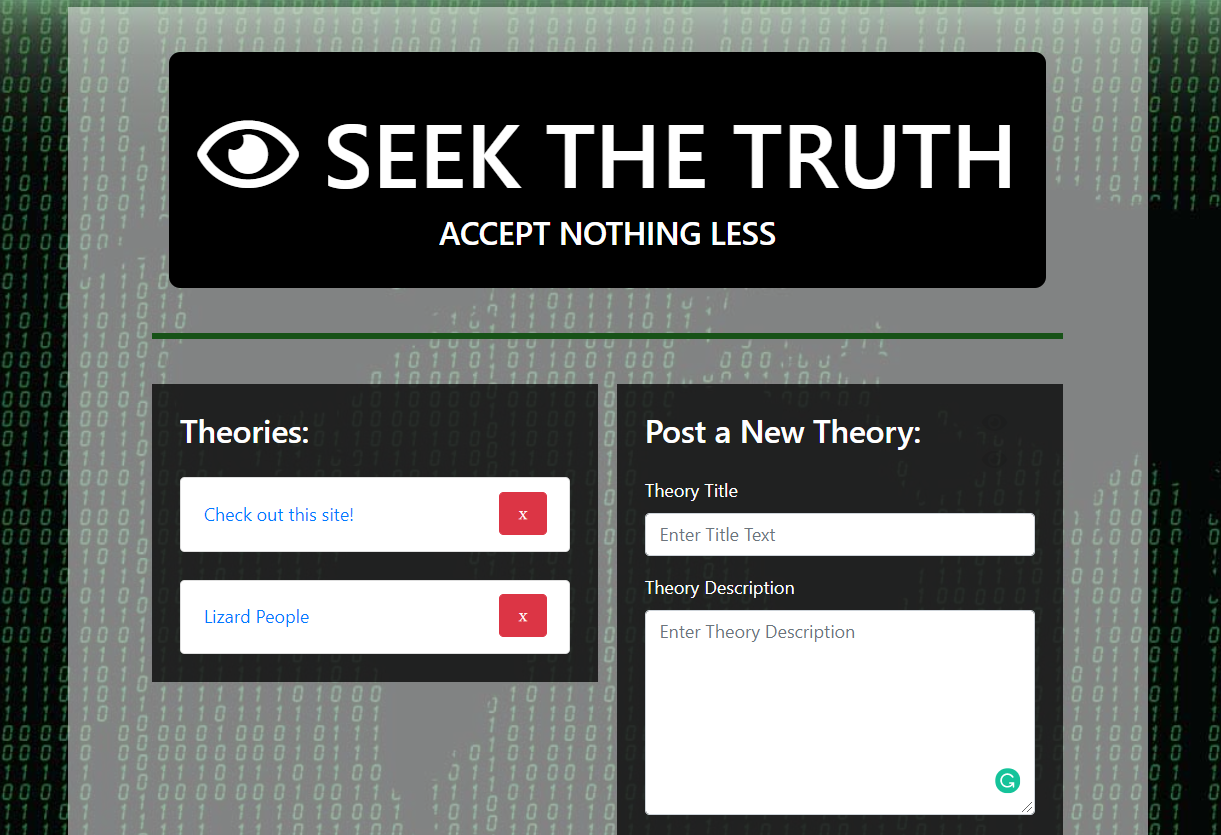 SEEK THE TRUTH
ACCEPT NOTHING LESS
Theories:
Check out this site!
x
Lizard People
x
Post a New Theory:
Theory Title
Enter Title Text
Theory Description
Enter Theory Description